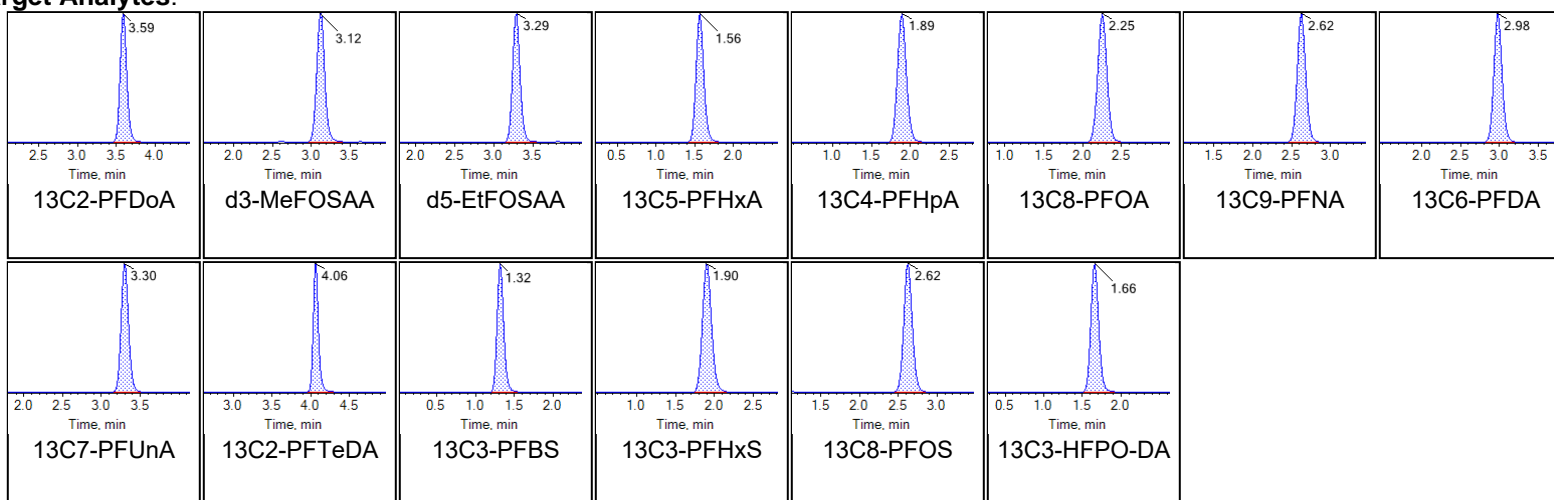 rget Analytes:
3.59 3.12 3.29 1.56 1.89 2.25 2.62 2.98
2.5 3.0 3.5 4.0 2.0 2.5 3.0 3.5 2.0 2.5 3.0 3.5 0.5 1.0 1.5 2.0 1.0 1.5 2.0 2.5 1.0 1.5 2.0 2.5 1.5 2.0 2.5 3.0 2.0 2.5 3.0 3.5
Time, min Time, min Time, min Time, min Time, min Time, min Time, min Time, min
13C2-PFDoA d3-MeFOSAA d5-EtFOSAA 13C5-PFHxA 13C4-PFHpA 13C8-PFOA 13C9-PFNA 13C6-PFDA
3.30 4.06 1.32 1.90 2.62 1.66
2.0 2.5 3.0 3.5 3.0 3.5 4.0 4.5 0.5 1.0 1.5 2.0 1.0 1.5 2.0 2.5 1.5 2.0 2.5 3.0 0.5 1.0 1.5 2.0
Time, min Time, min Time, min Time, min Time, min Time, min
13C7-PFUnA 13C2-PFTeDA 13C3-PFBS 13C3-PFHxS 13C8-PFOS 13C3-HFPO-DA